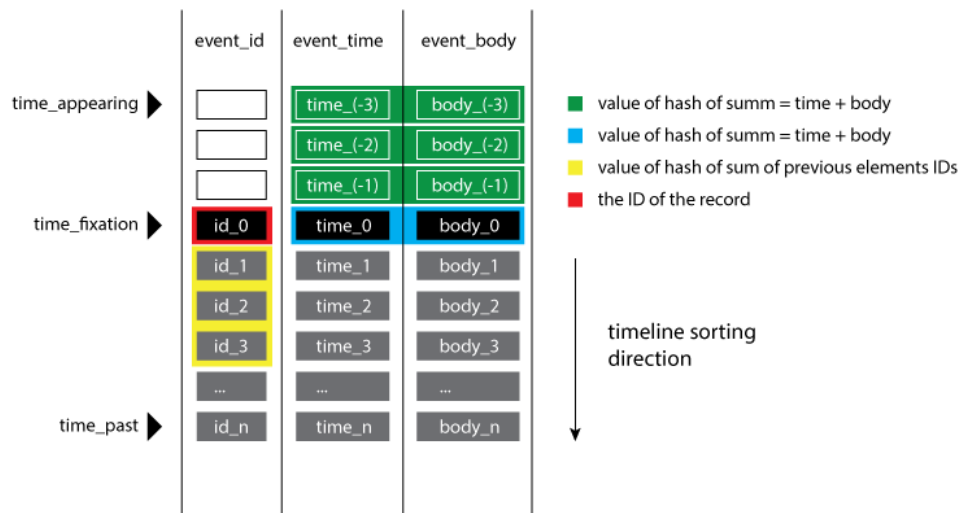 event_id event_time event_body
time_appearing time_(-3) body_(-3)
time_(-2) body_(-2)
time_(-1) body_(-1)
time_fixation id_0 time_0 body_0
id_1 time_1 body_1
id_2 time_2 body_2
id_3 time_3 body_3
... ... ...
time_past id_n time_n body_n
value of hash of summ = time + body
value of hash of summ = time + body
value of hash of sum of previous elements IDs
the ID of the record
timeline sorting
direction